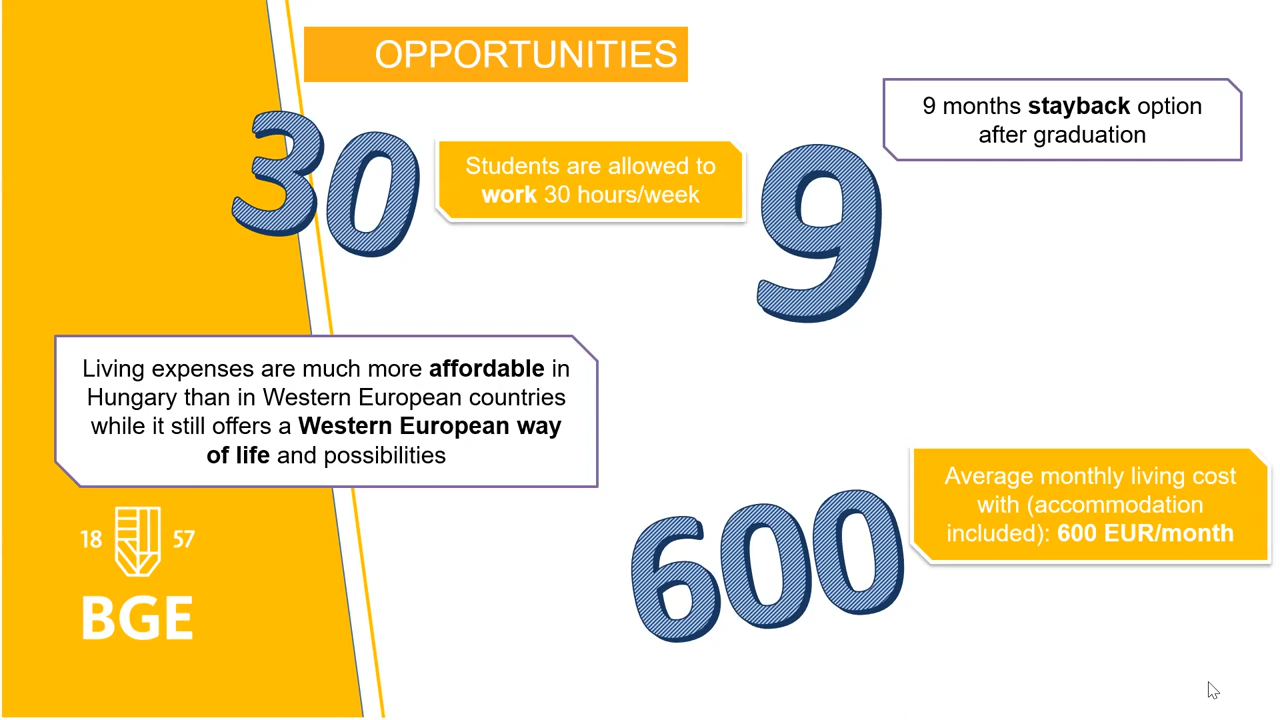 OPPORTUNITIES
30
Students are allowed to
work 30 hours/week
9
9 months stayback option
after graduation
Living expenses are much more affordable in
Hungary than in Western European countries
while it still offers a Western European way
of life and possibilities
600
Average monthly living cost
with (accommodation
included): 600 EUR/month
18 57
BGE